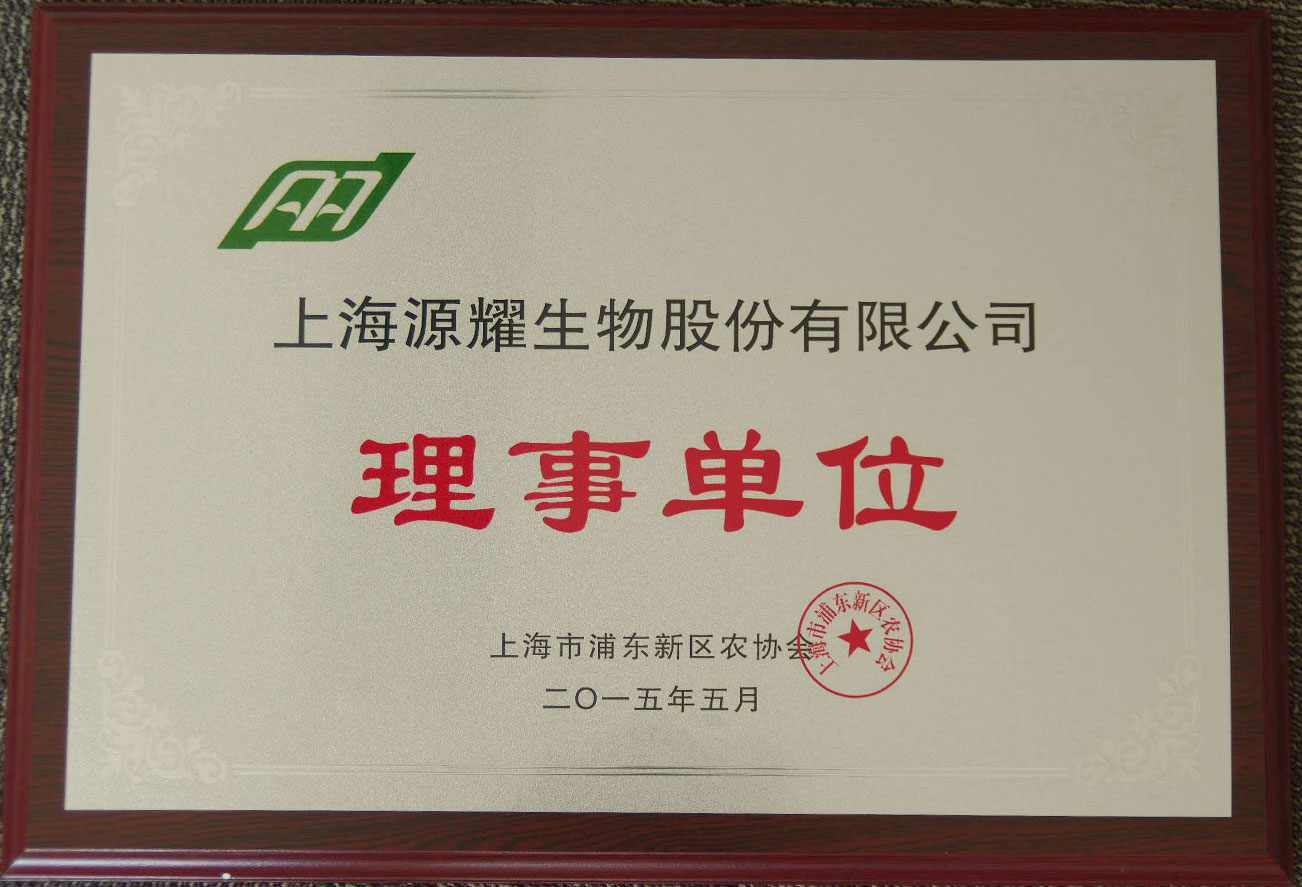 上海源耀生物股份有限公司
理事单位
上海市浦东新区农协会
二〇一五年五月
上海市浦东新区农协会